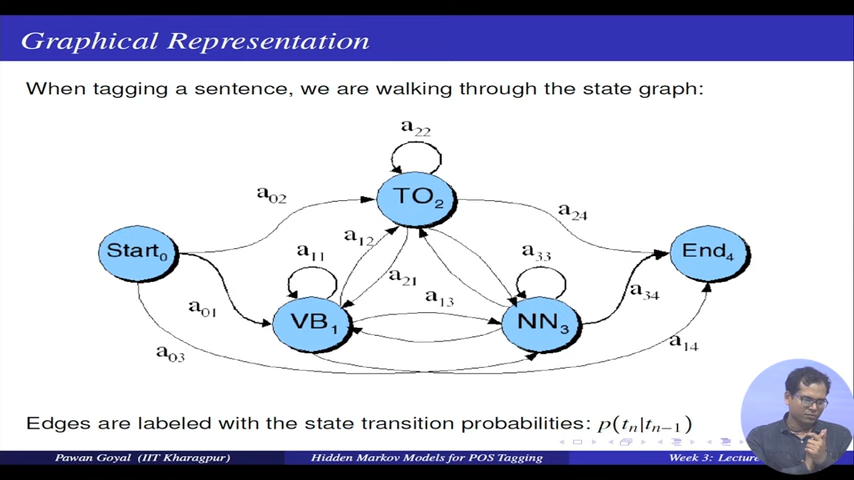 Graphical Representation
When tagging a sentence, we are walking through the state graph:
a22
a02
TO2
a24
a12
Start0
a11
a33
End4
a21
a13
a34
a01
VB1
NN3
a03
a14
Edges are labeled with the state transition probabilities: p(tn|tn−1)
Pawan Goyal (IIT Kharagpur) Hidden Markov Models for POS Tagging Week 3: Lecture